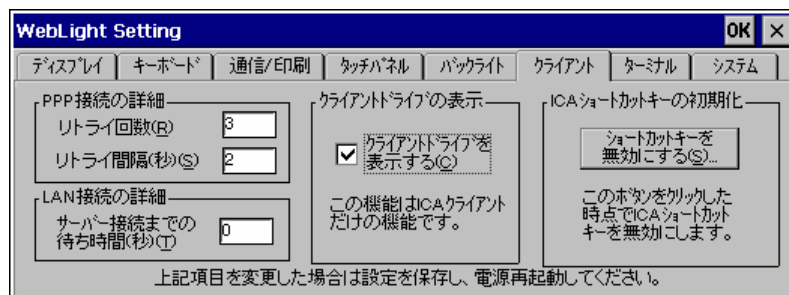 WebLight Setting
OK ×
ﾃﾞｨｽﾌﾟﾚｲ
ｷｰﾎﾞｰﾄﾞ
通信/印刷
ﾀｯﾁﾊﾟﾈﾙ
ﾊﾞｯｸﾗｲﾄ
ｸﾗｲｱﾝﾄ
ﾀｰﾐﾅﾙ
ｼｽﾃﾑ
PPP接続の詳細
リトライ回数(R)
3
リトライ間隔(秒)(S)
2
LAN接続の詳細
サーバー接続までの
待ち時間(秒)(T)
0
ｸﾗｲｱﾝﾄﾄﾞﾗｲﾌﾞの表示
ｸﾗｲｱﾝﾄﾄﾞﾗｲﾌﾞを
表示する(C)
この機能はICAｸﾗｲｱﾝﾄ
だけの機能です。
ICAｼｮｰﾄｶｯﾄｷｰの初期化
ｼｮｰﾄｶｯﾄｷｰを
無効にする(S)...
このﾎﾞﾀﾝをｸﾘｯｸした
時点でICAｼｮｰﾄｶｯﾄ
キーを無効にします。
上記項目を変更した場合は設定を保存し、電源再起動してください。